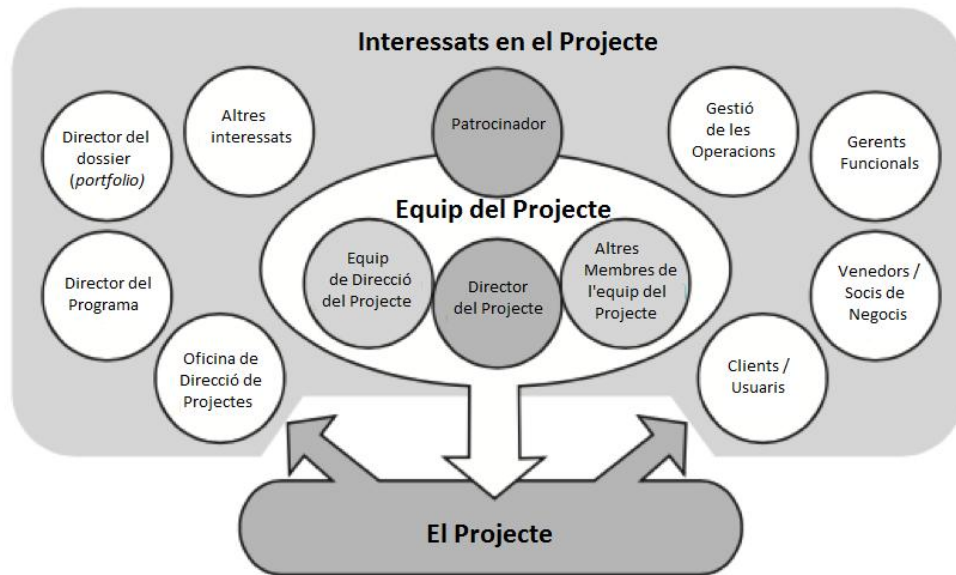 Interessats en el Projecte
Director del
dossier
(portfolio)
Altres
interessats
Patrocinador
Gestió
de les
Operacions
Gerents
Funcionals
Equip del Projecte
Director del
Programa
Equip
de Direcció
del Projecte
Director
del Projecte
Altres
Membres de
l'equip del
Projecte
Venedors /
Socis de
Negocis
Oficina de
Direcció de
Projectes
Clients /
Usuaris
El Projecte